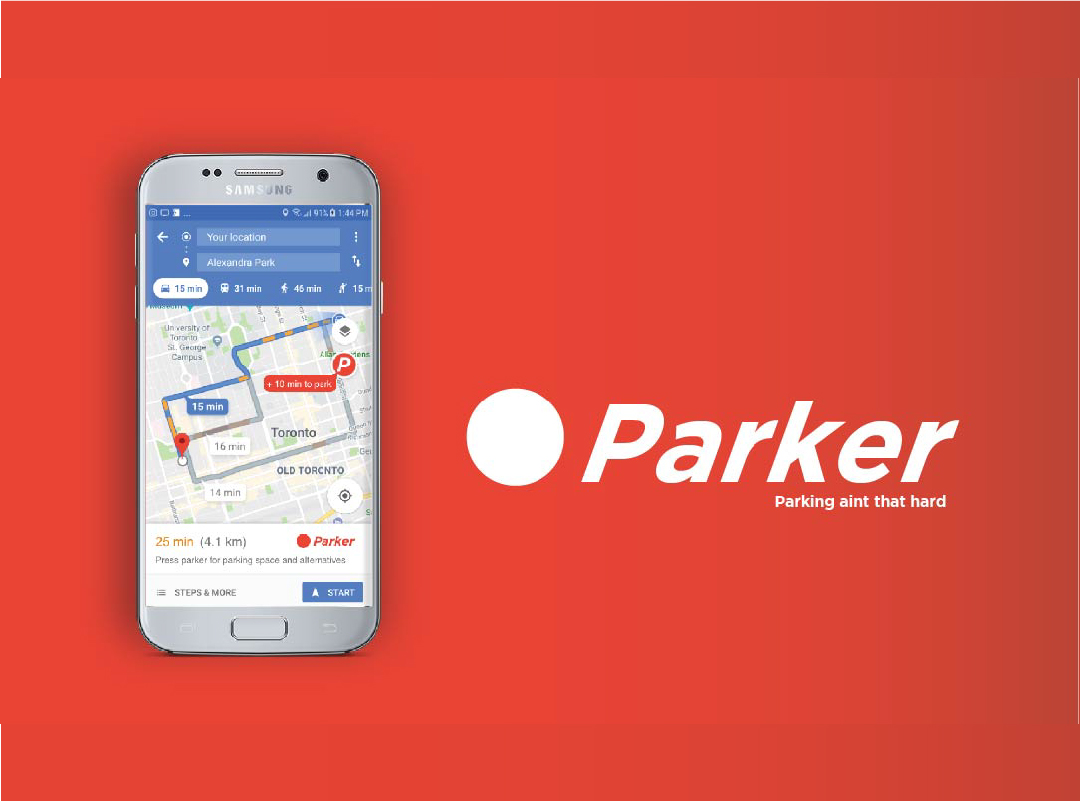 SAMSUNG
... 91% 1:44 PM
Your location
Alexandra Park
15 min 31 min 46 min 15 m
University of
Toronto
St. George
Campus
P
+ 10 min to park
15 min
16 min
Toronto
OLD TORCNTO
14 min
25 min (4.1 km) Parker
Press parker for parking space and alternatives
STEPS & MORE START
Parker
Parking aint that hard